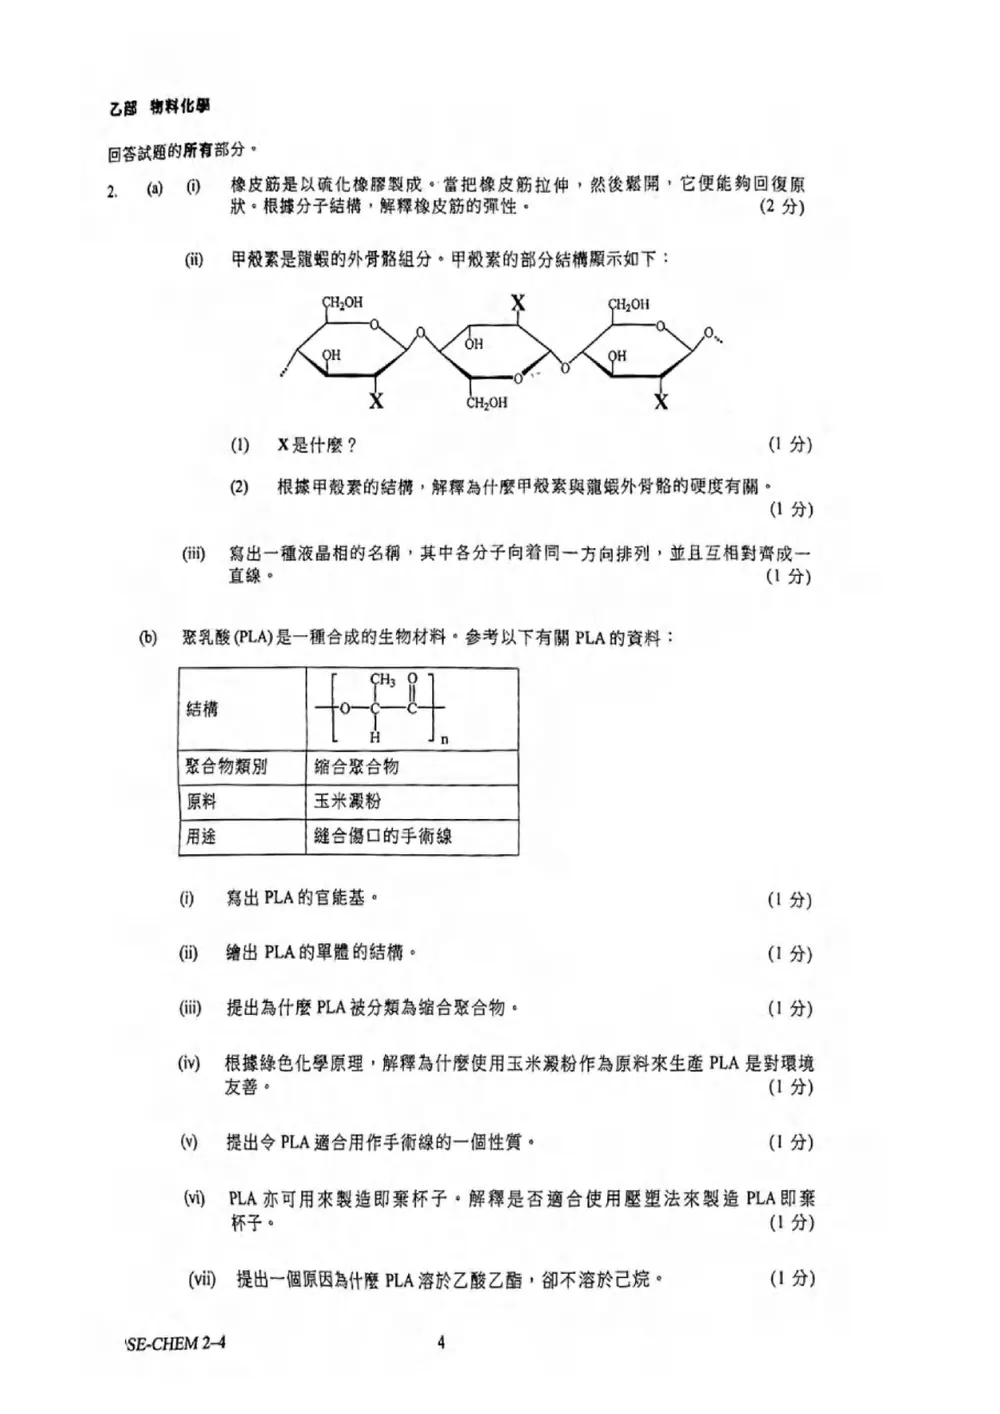 乙部 物料化學
回答試題的所有部分。
2. (a) (i) 橡皮筋是以硫化橡膠製成。當把橡皮筋拉伸，然後鬆開，它便能夠回復原
狀。根據分子結構，解釋橡皮筋的彈性。 (2 分)
(ii) 甲殼素是龍蝦的外骨骼組分。甲殼素的部分結構顯示如下：
CH₂OH X CH₂OH
O O OH O O
OH OH
O O
X CH₂OH X
(1) X是什麼？ (1 分)
(2) 根據甲殼素的結構，解釋為什麼甲殼素與龍蝦外骨骼的硬度有關。
(1 分)
(iii) 寫出一種液晶相的名稱，其中各分子向着同一方向排列，並且互相對齊成一
直線。 (1 分)
(b) 聚乳酸(PLA)是一種合成的生物材料。參考以下有關 PLA的資料：
CH₃ O
結構 O C C
H n
聚合物類別 縮合聚合物
原料 玉米澱粉
用途 縫合傷口的手術線
(i) 寫出 PLA的官能基。 (1 分)
(ii) 繪出 PLA的單體的結構。 (1 分)
(iii) 提出為什麼 PLA被分類為縮合聚合物。 (1 分)
(iv) 根據綠色化學原理，解釋為什麼使用玉米澱粉作為原料來生產 PLA 是對環境
友善。 (1 分)
(v) 提出令 PLA 適合用作手術線的一個性質。 (1 分)
(vi) PLA 亦可用來製造即棄杯子。解釋是否適合使用壓塑法來製造 PLA即棄
杯子。 (1 分)
(vii) 提出一個原因為什麼 PLA溶於乙酸乙酯，卻不溶於己烷。 (1 分)
SE-CHEM 2–4 4